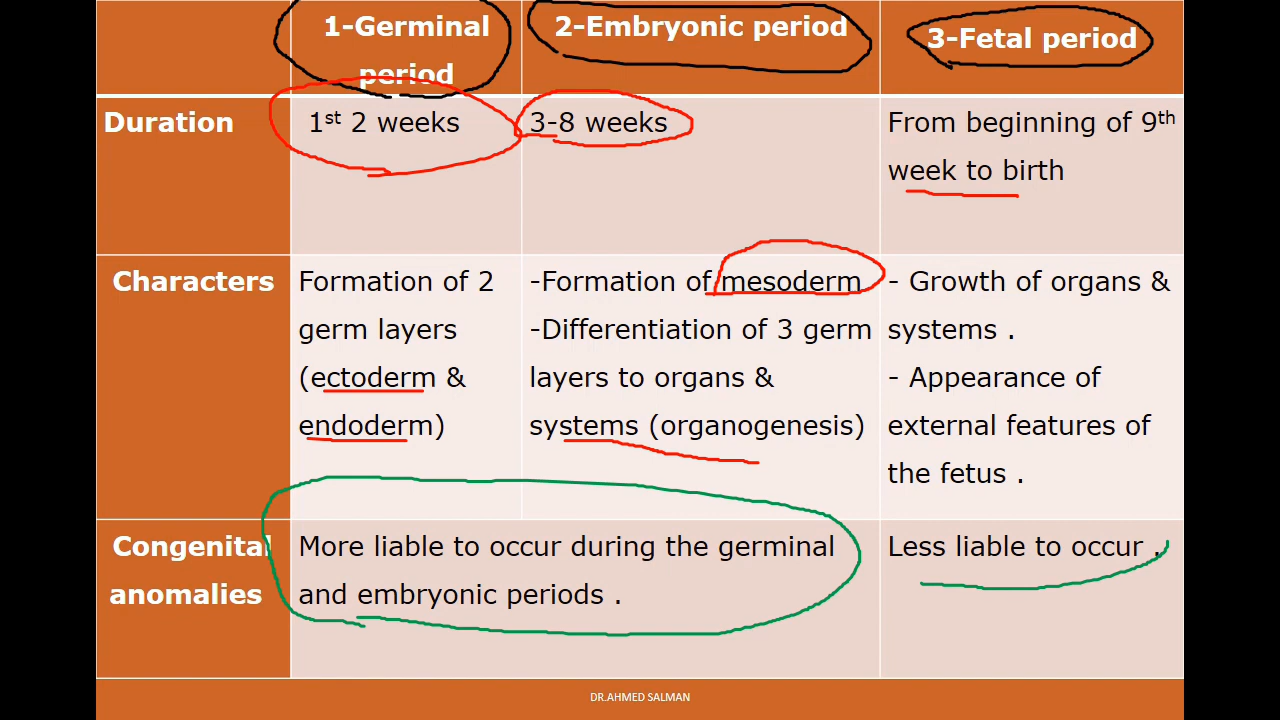 1-Germinal period
2-Embryonic period
3-Fetal period
Duration
1st 2 weeks
3-8 weeks
From beginning of 9th
week to birth
Characters
Formation of 2
germ layers
(ectoderm &
endoderm)
-Formation of mesoderm
-Differentiation of 3 germ
layers to organs &
systems (organogenesis)
- Growth of organs &
systems .
- Appearance of
external features of
the fetus .
Congenital
anomalies
More liable to occur during the germinal
and embryonic periods .
Less liable to occur .
DR.AHMED SALMAN